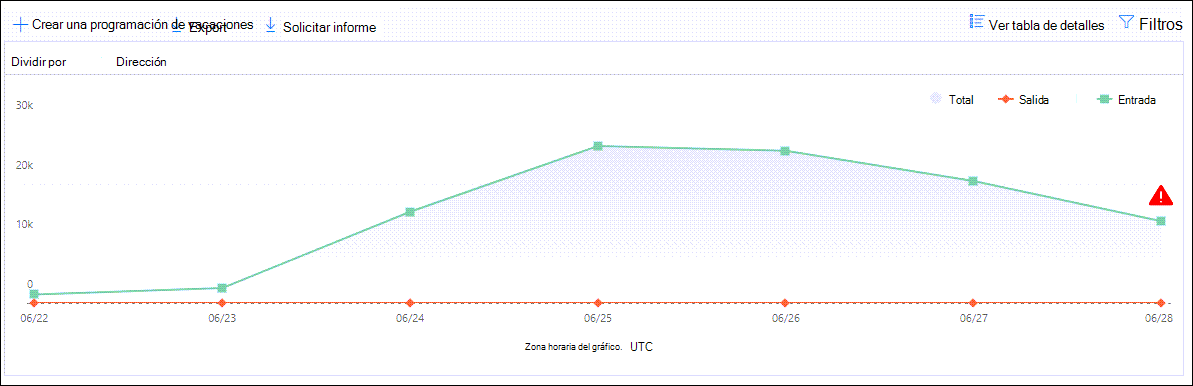 Crear una programación de vacaciones Export Solicitar informe Ver tabla de detalles Filtros
Dividir por Dirección
Total Salida Entrada
30k
20k
10k
0
06/22 06/23 06/24 06/25 06/26 06/27 06/28
Zona horaria del gráfico. UTC